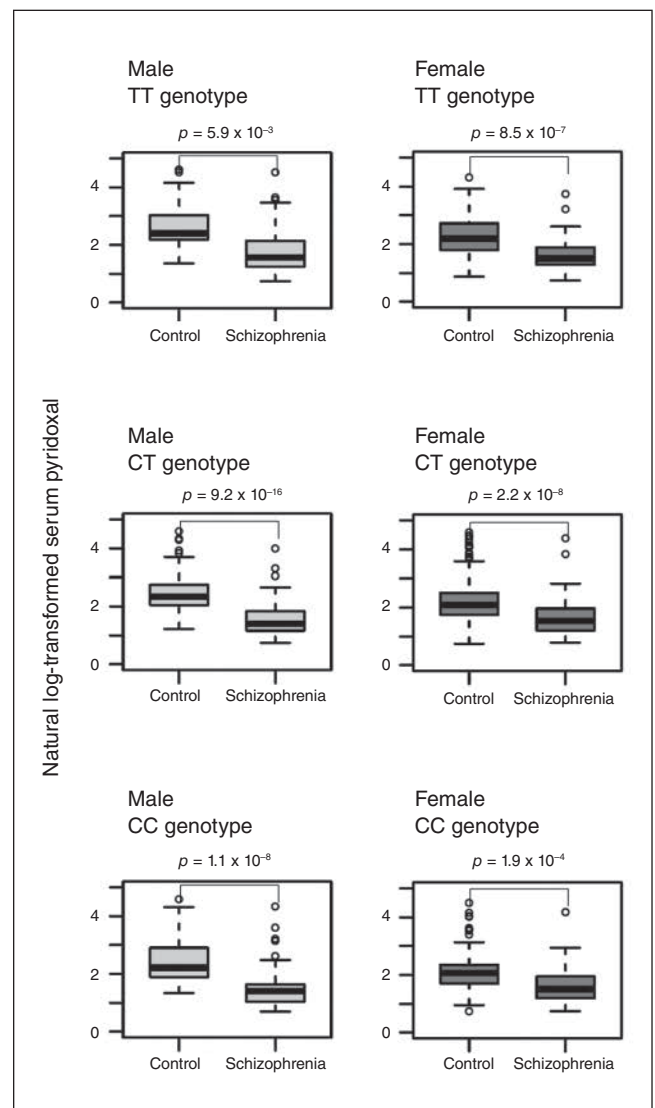 Natural log-transformed serum pyridoxal
Male
TT genotype
p = 5.9 x 10⁻³
4
2
0
Control Schizophrenia
Female
TT genotype
p = 8.5 x 10⁻⁷
4
2
0
Control Schizophrenia
Male
CT genotype
p = 9.2 x 10⁻¹⁶
4
2
0
Control Schizophrenia
Female
CT genotype
p = 2.2 x 10⁻⁸
4
2
0
Control Schizophrenia
Male
CC genotype
p = 1.1 x 10⁻⁸
4
2
0
Control Schizophrenia
Female
CC genotype
p = 1.9 x 10⁻⁴
4
2
0
Control Schizophrenia